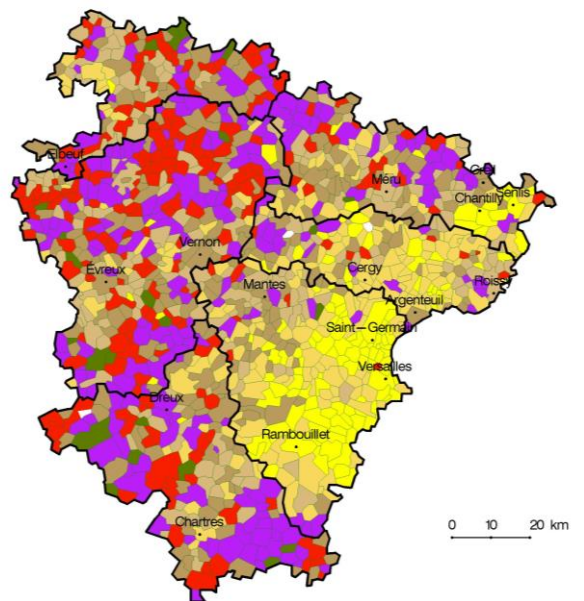 Elbeuf
Creil
Méru
Senlis
Chantilly
Vernon
Évreux
Cergy
Roissy
Mantes
Argenteuil
Saint–Germain
Versailles
Dreux
Rambouillet
Chartres
0 10 20 km